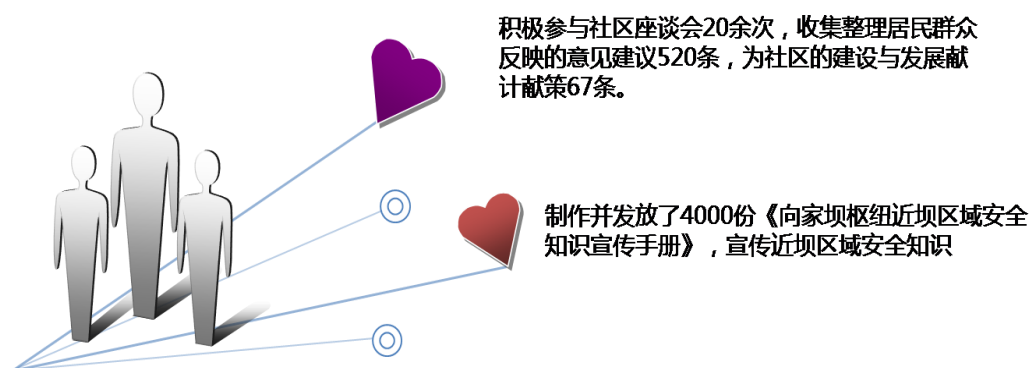 积极参与社区座谈会20余次，收集整理居民群众
反映的意见建议520条，为社区的建设与发展献
计献策67条。
制作并发放了4000份《向家坝枢纽近坝区域安全
知识宣传手册》，宣传近坝区域安全知识